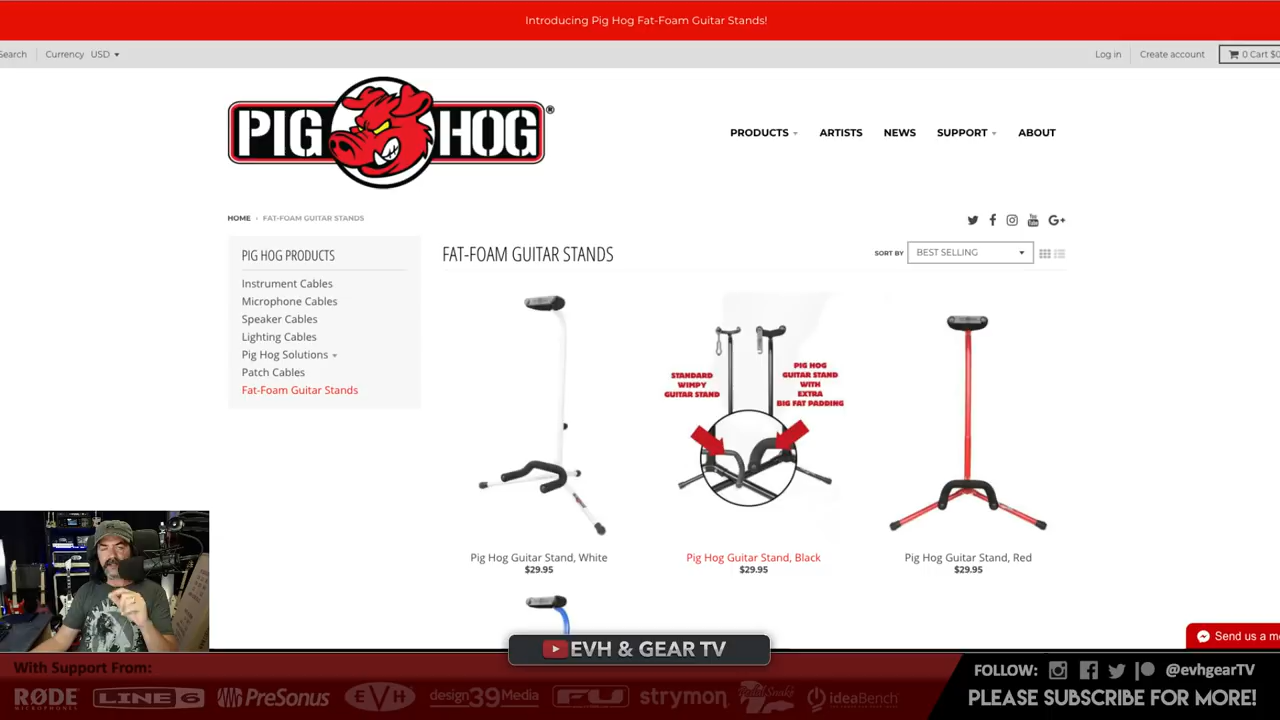 Introducing Pig Hog Fat-Foam Guitar Stands!
Search Currency USD
Log in Create account 0 Cart $0
PIG HOG ®
PRODUCTS ARTISTS NEWS SUPPORT ABOUT
HOME › FAT-FOAM GUITAR STANDS
PIG HOG PRODUCTS
Instrument Cables
Microphone Cables
Speaker Cables
Lighting Cables
Pig Hog Solutions
Patch Cables
Fat-Foam Guitar Stands
FAT-FOAM GUITAR STANDS
SORT BY BEST SELLING
STANDARD
WIMPY
GUITAR STAND
PIG HOG
GUITAR STAND
WITH
EXTRA
BIG FAT PADDING
Pig Hog Guitar Stand, White
$29.95
Pig Hog Guitar Stand, Black
$29.95
Pig Hog Guitar Stand, Red
$29.95
Send us a m
EVH & GEAR TV
With Support From:
RØDE
MICROPHONES
LINE 6
PreSonus
EVH
design39Media
FU
strymon
PedalSnake
ideaBench
FOLLOW: @evhgearTV
PLEASE SUBSCRIBE FOR MORE!